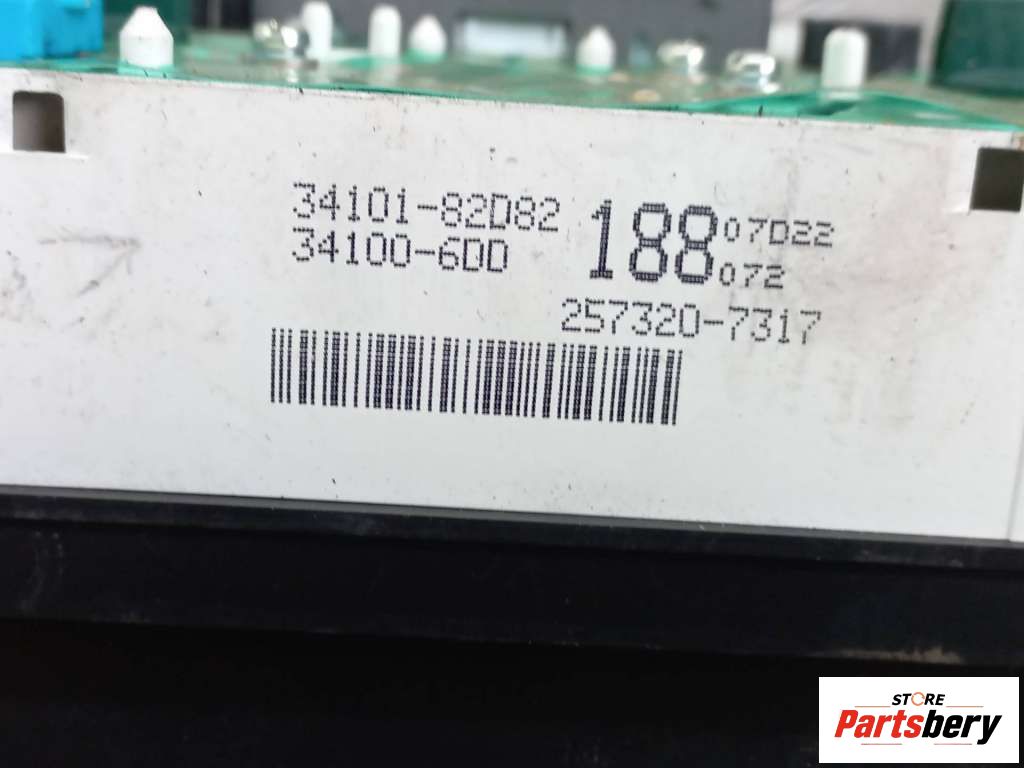 34101-82D82
34100-6DD
188
07D22
072
257320-7317
STORE
Partsbery